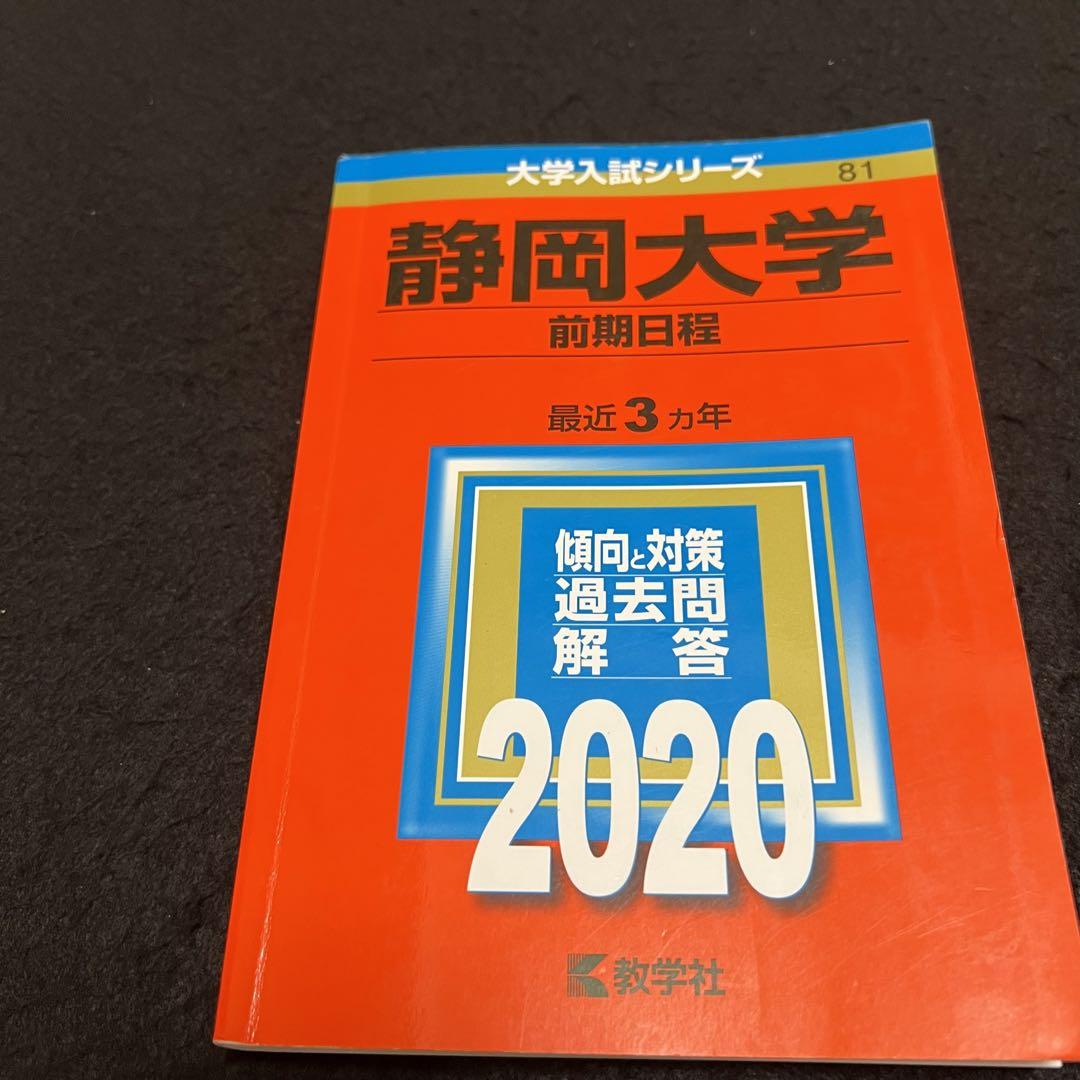 大学入試シリーズ 81
静岡大学
前期日程
最近3ヵ年
傾向と対策
過去問
解答
2020
教学社